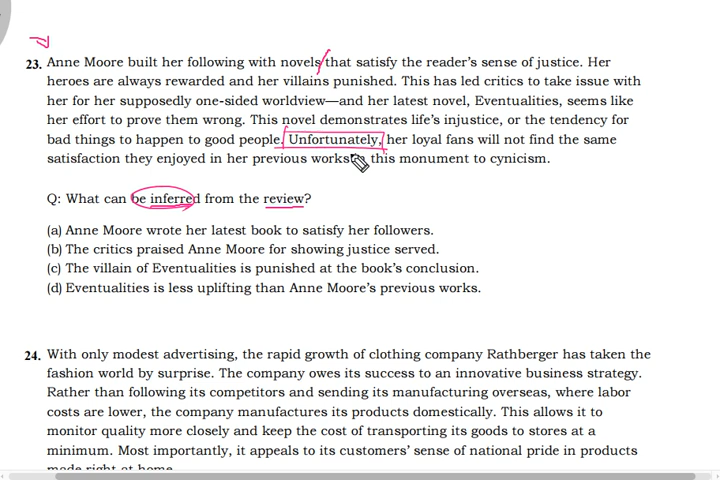 23. Anne Moore built her following with novels that satisfy the reader's sense of justice. Her
heroes are always rewarded and her villains punished. This has led critics to take issue with
her for her supposedly one-sided worldview—and her latest novel, Eventualities, seems like
her effort to prove them wrong. This novel demonstrates life's injustice, or the tendency for
bad things to happen to good people. Unfortunately, her loyal fans will not find the same
satisfaction they enjoyed in her previous works in this monument to cynicism.
Q: What can be inferred from the review?
(a) Anne Moore wrote her latest book to satisfy her followers.
(b) The critics praised Anne Moore for showing justice served.
(c) The villain of Eventualities is punished at the book's conclusion.
(d) Eventualities is less uplifting than Anne Moore's previous works.
24. With only modest advertising, the rapid growth of clothing company Rathberger has taken the
fashion world by surprise. The company owes its success to an innovative business strategy.
Rather than following its competitors and sending its manufacturing overseas, where labor
costs are lower, the company manufactures its products domestically. This allows it to
monitor quality more closely and keep the cost of transporting its goods to stores at a
minimum. Most importantly, it appeals to its customers' sense of national pride in products
made right at home.